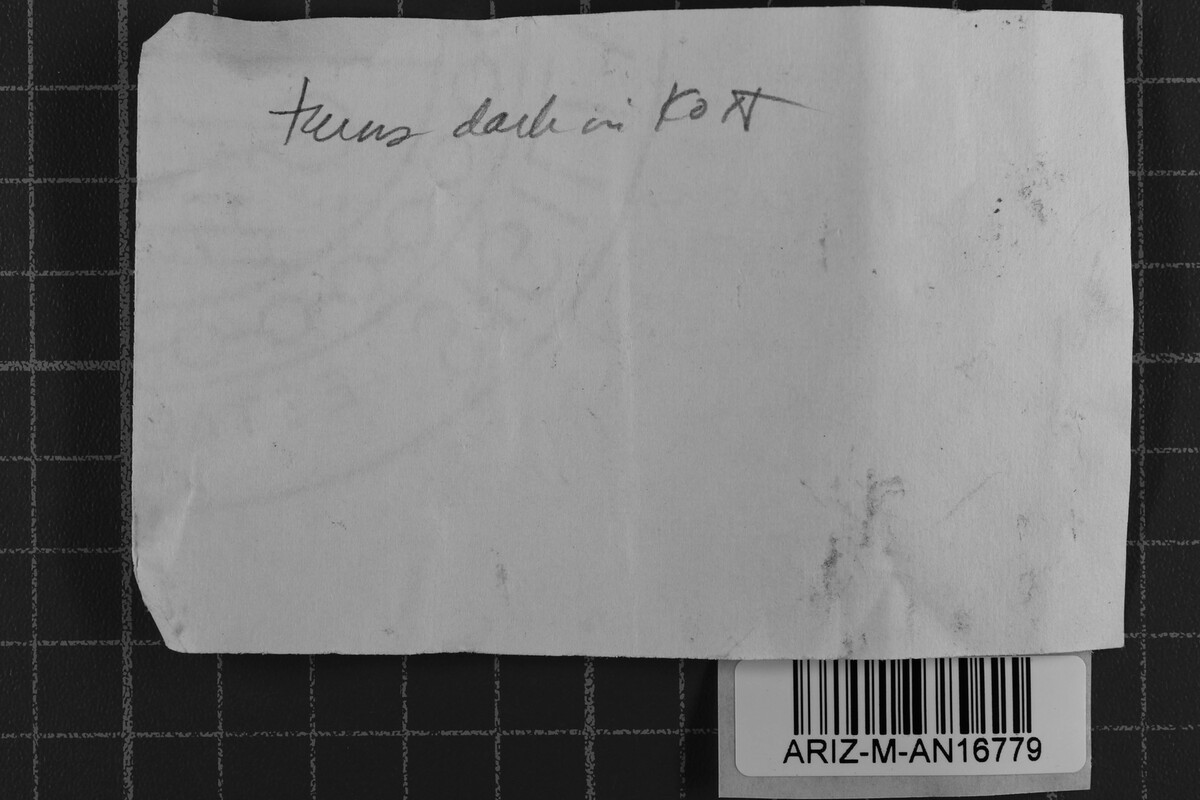 turns dark in KOH
ARIZ-M-AN16779